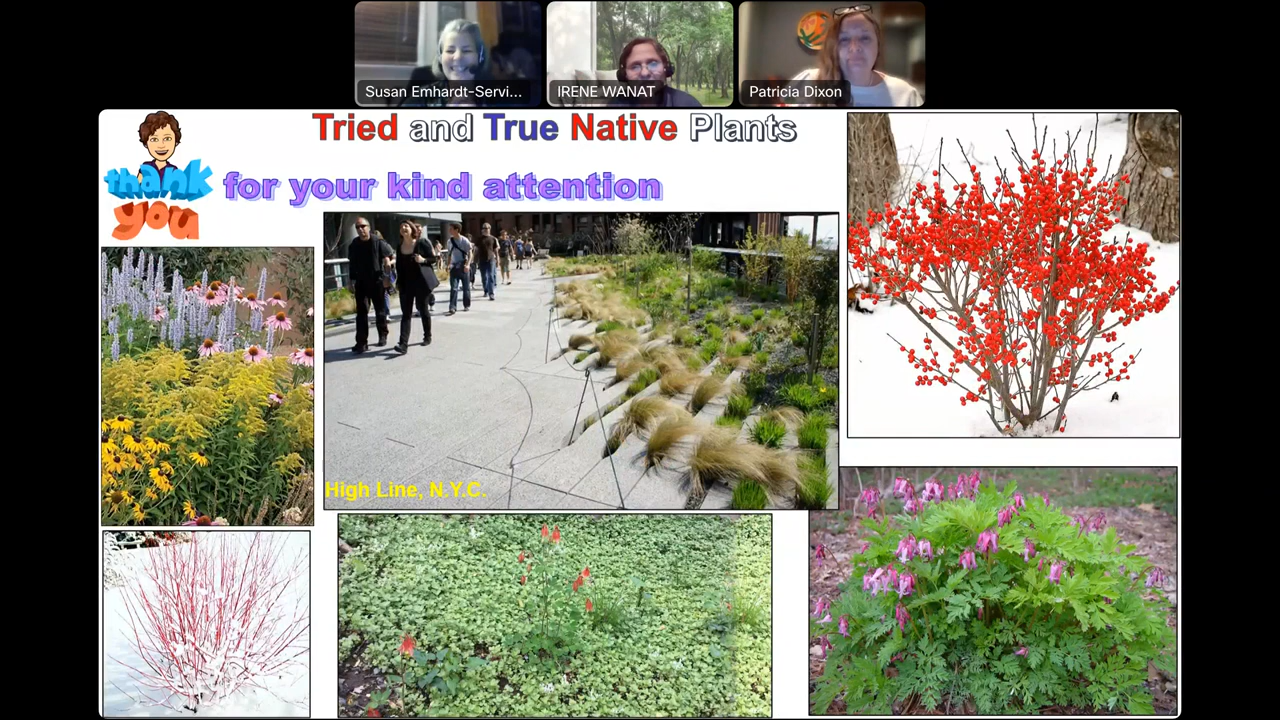 Susan Emhardt-Servi...
IRENE WANAT
Patricia Dixon
Tried and True Native Plants
thank you
for your kind attention
High Line, N.Y.C.